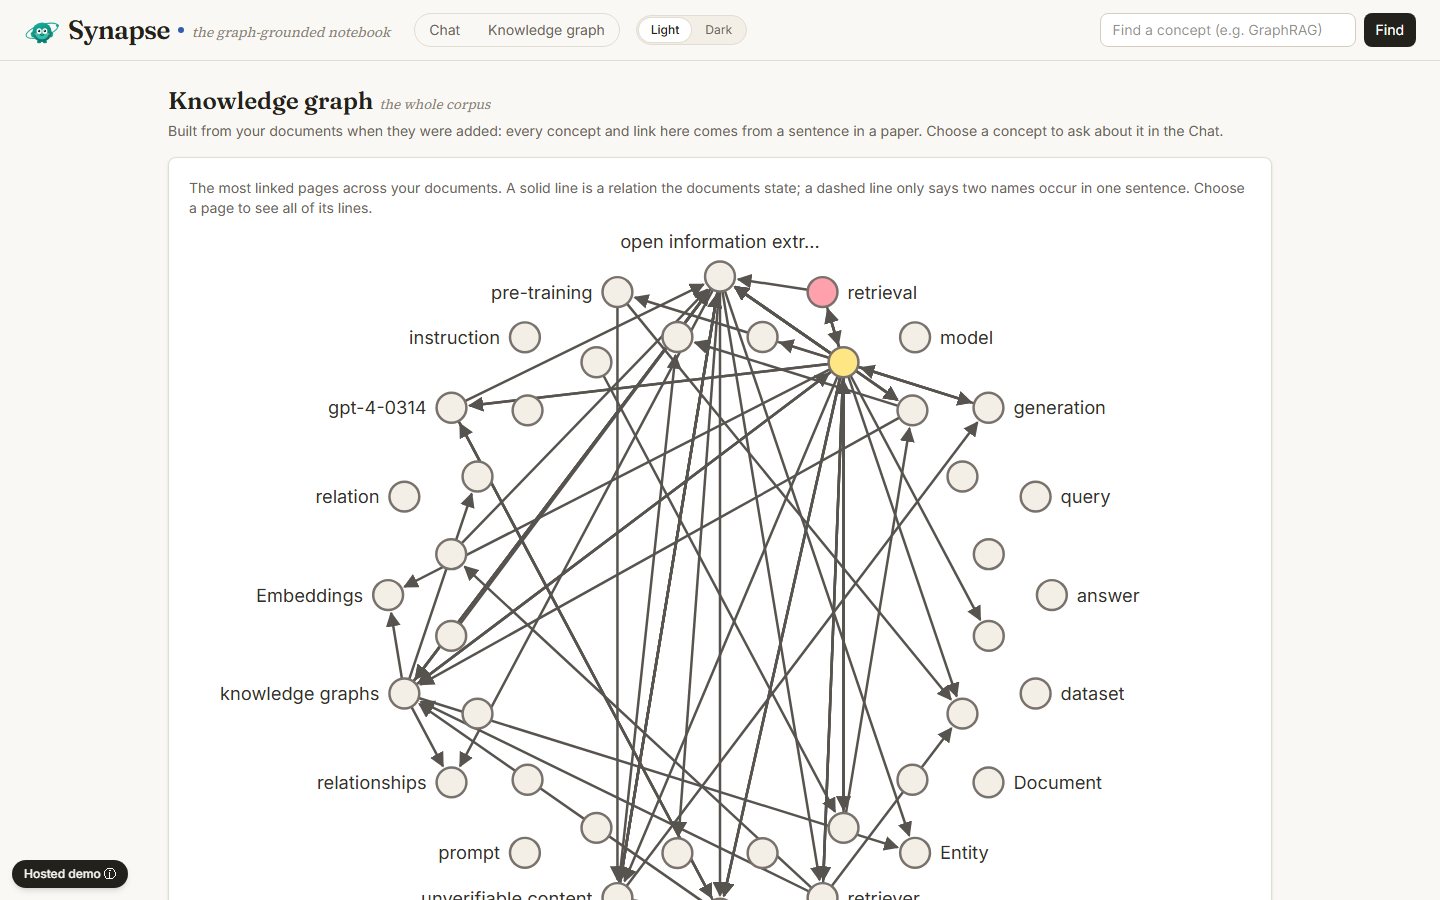 Synapse • the graph-grounded notebook
Chat Knowledge graph
Light Dark
Find a concept (e.g. GraphRAG) Find
Knowledge graph the whole corpus
Built from your documents when they were added: every concept and link here comes from a sentence in a paper. Choose a concept to ask about it in the Chat.
The most linked pages across your documents. A solid line is a relation the documents state; a dashed line only says two names occur in one sentence. Choose
a page to see all of its lines.
open information extr...
pre-training retrieval
instruction model
gpt-4-0314 generation
relation query
Embeddings answer
knowledge graphs dataset
relationships Document
prompt Entity
unverifiable content retriever
Hosted demo ⓘ